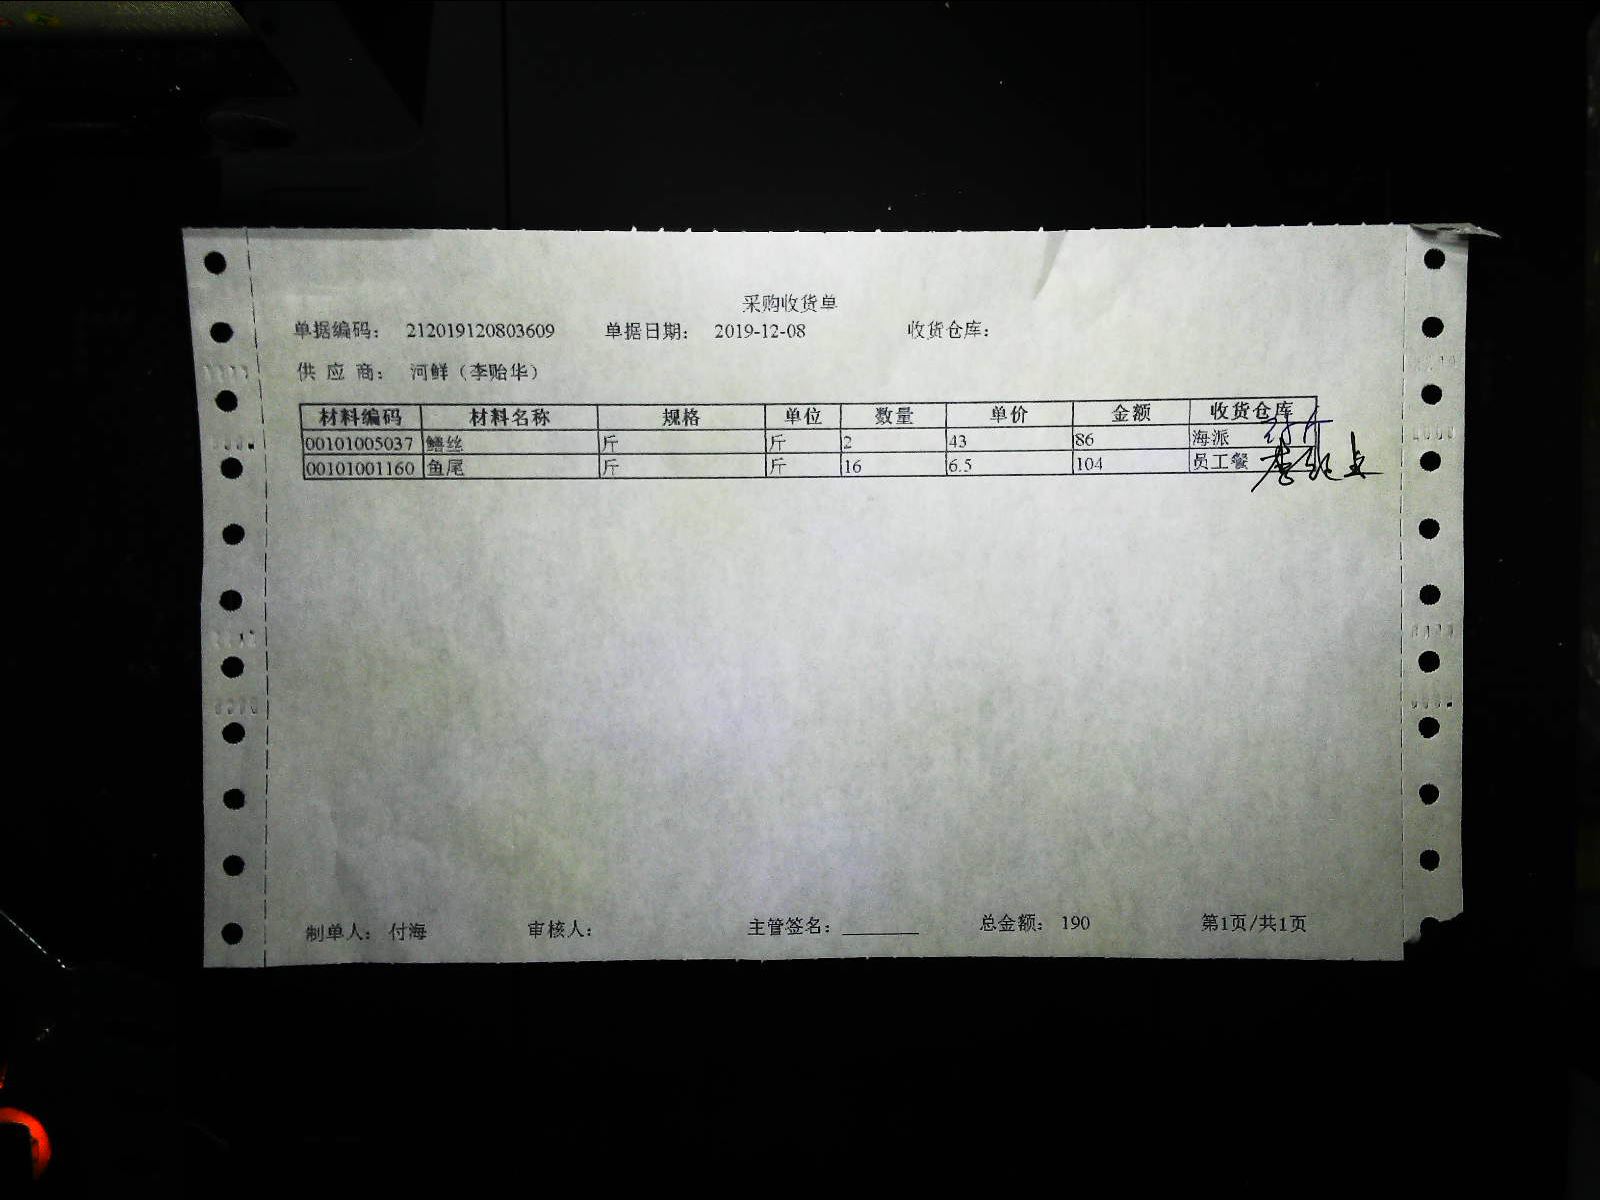 采购收货单
单据编码： 212019120803609 单据日期： 2019-12-08 收货仓库：
供 应 商： 河鲜（李贻华）
材料编码 材料名称 规格 单位 数量 单价 金额 收货仓库
00101005037 鳝丝 斤 斤 2 43 86 海派
00101001160 鱼尾 斤 斤 16 6.5 104 员工餐
制单人： 付海 审核人： 主管签名： 总金额： 190 第1页/共1页